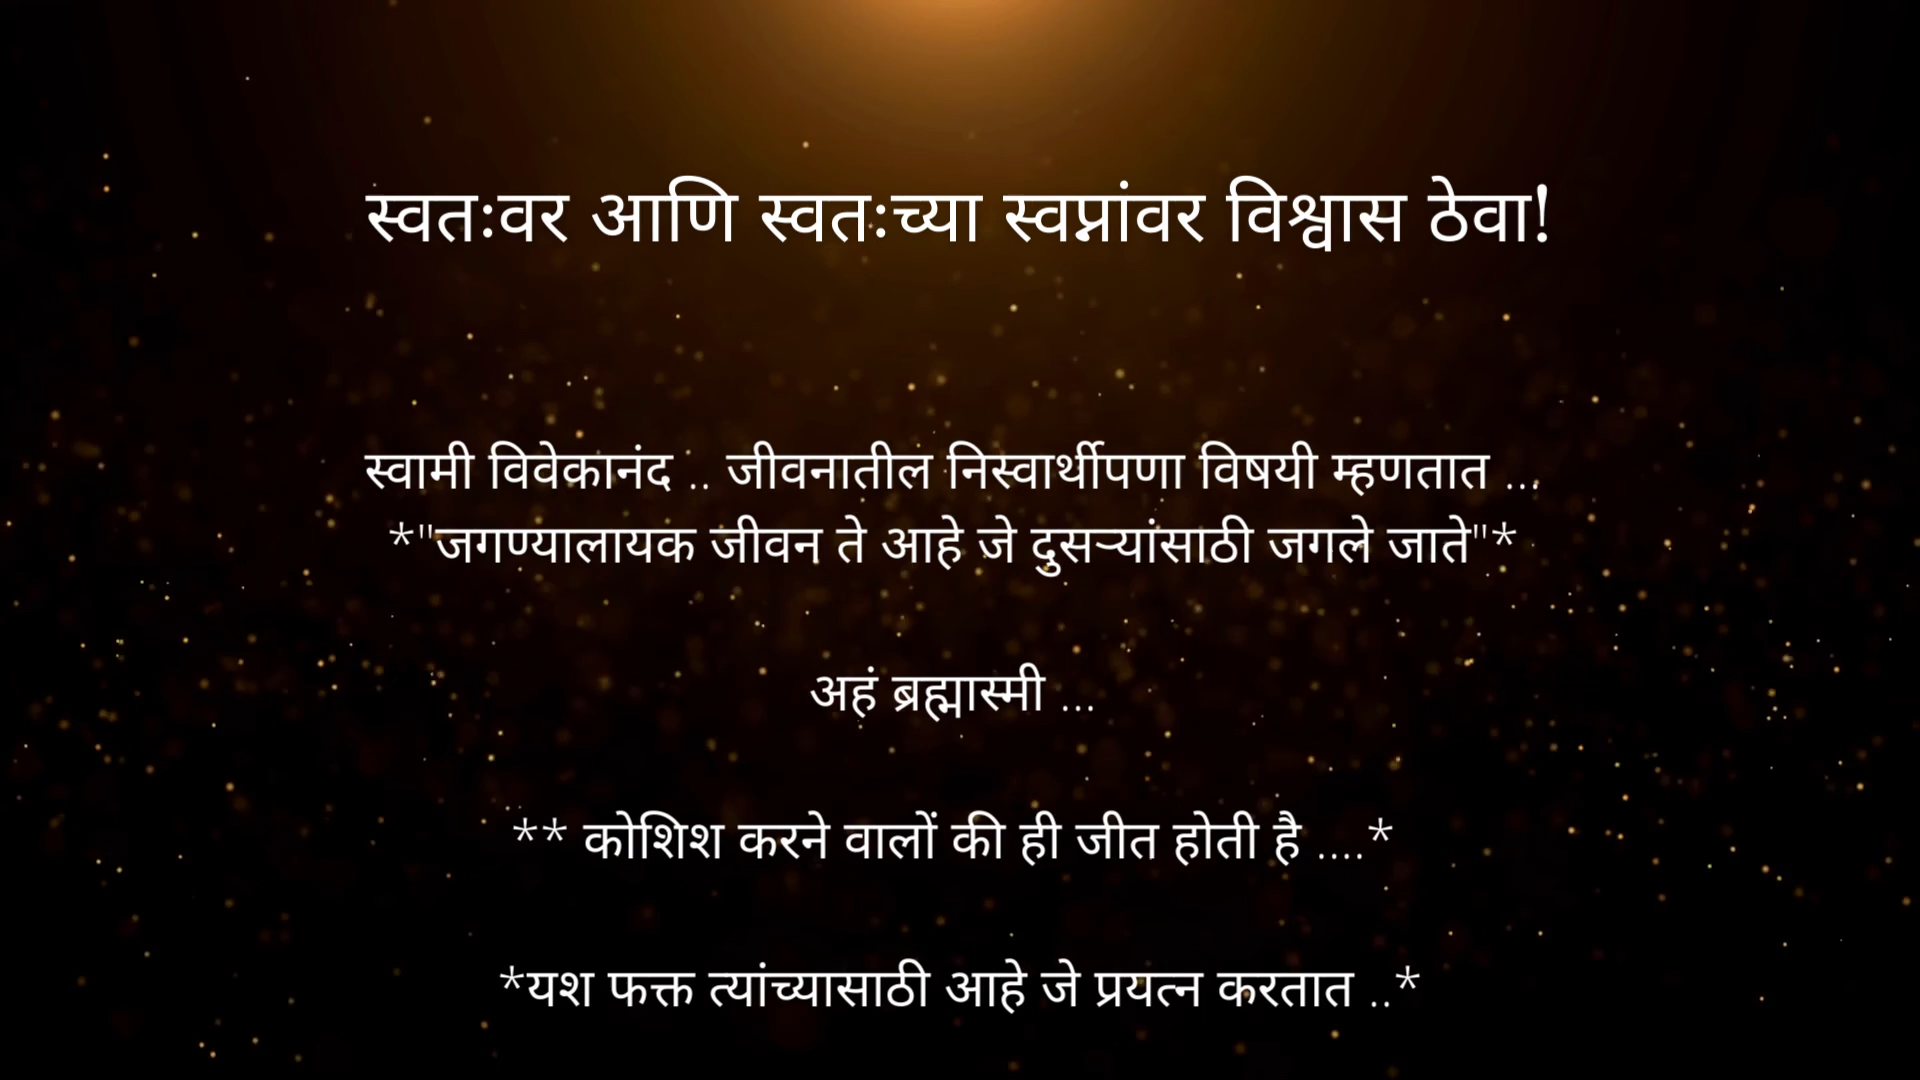 स्वतःवर आणि स्वतःच्या स्वप्नांवर विश्वास ठेवा!
स्वामी विवेकानंद .. जीवनातील निस्वार्थीपणा विषयी म्हणतात ...
*"जगण्यालायक जीवन ते आहे जे दुसऱ्यांसाठी जगले जाते"*
अहं ब्रह्मास्मी ...
** कोशिश करने वालों की ही जीत होती है ....*
*यश फक्त त्यांच्यासाठी आहे जे प्रयत्न करतात ..*